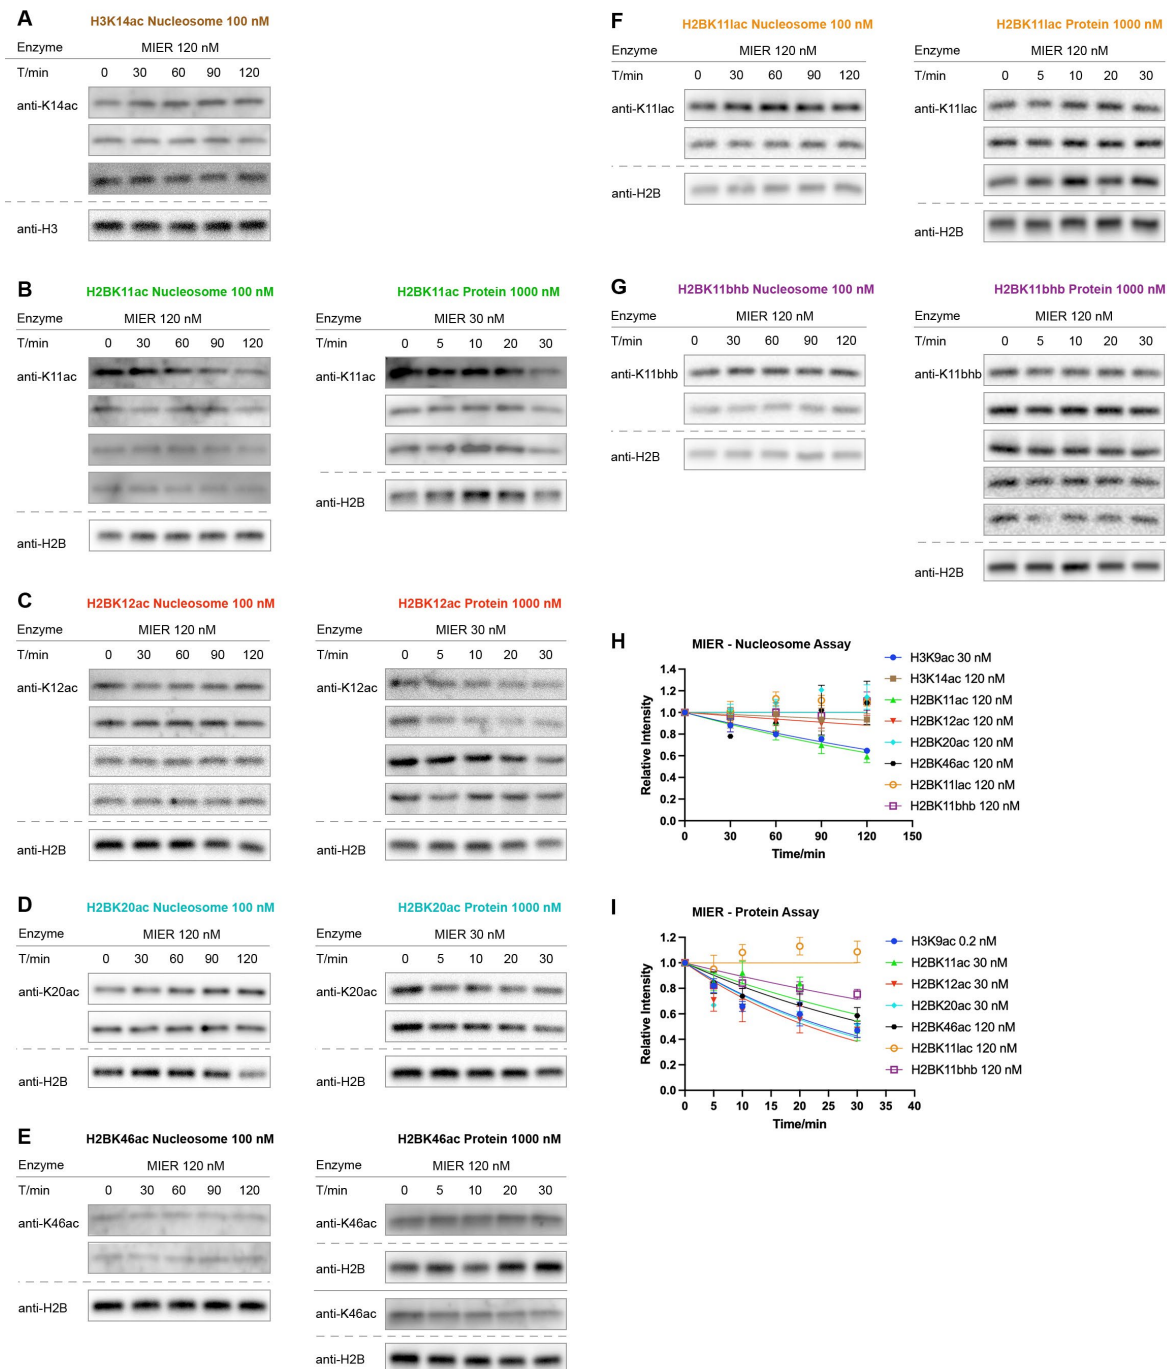 A
H3K14ac Nucleosome 100 nM
Enzyme MIER 120 nM
T/min 0 30 60 90 120
anti-K14ac
anti-H3
B
H2BK11ac Nucleosome 100 nM
Enzyme MIER 120 nM
T/min 0 30 60 90 120
anti-K11ac
anti-H2B
H2BK11ac Protein 1000 nM
Enzyme MIER 30 nM
T/min 0 5 10 20 30
anti-K11ac
anti-H2B
C
H2BK12ac Nucleosome 100 nM
Enzyme MIER 120 nM
T/min 0 30 60 90 120
anti-K12ac
anti-H2B
H2BK12ac Protein 1000 nM
Enzyme MIER 30 nM
T/min 0 5 10 20 30
anti-K12ac
anti-H2B
D
H2BK20ac Nucleosome 100 nM
Enzyme MIER 120 nM
T/min 0 30 60 90 120
anti-K20ac
anti-H2B
H2BK20ac Protein 1000 nM
Enzyme MIER 30 nM
T/min 0 5 10 20 30
anti-K20ac
anti-H2B
E
H2BK46ac Nucleosome 100 nM
Enzyme MIER 120 nM
T/min 0 30 60 90 120
anti-K46ac
anti-H2B
H2BK46ac Protein 1000 nM
Enzyme MIER 120 nM
T/min 0 5 10 20 30
anti-K46ac
anti-H2B
anti-K46ac
anti-H2B
F
H2BK11lac Nucleosome 100 nM
Enzyme MIER 120 nM
T/min 0 30 60 90 120
anti-K11lac
anti-H2B
H2BK11lac Protein 1000 nM
Enzyme MIER 120 nM
T/min 0 5 10 20 30
anti-K11lac
anti-H2B
G
H2BK11bhb Nucleosome 100 nM
Enzyme MIER 120 nM
T/min 0 30 60 90 120
anti-K11bhb
anti-H2B
H2BK11bhb Protein 1000 nM
Enzyme MIER 120 nM
T/min 0 5 10 20 30
anti-K11bhb
anti-H2B
H
MIER - Nucleosome Assay
Relative Intensity
1.4
1.2
1.0
0.8
0.6
0.4
0.2
0.0
0 30 60 90 120 150
Time/min
H3K9ac 30 nM
H3K14ac 120 nM
H2BK11ac 120 nM
H2BK12ac 120 nM
H2BK20ac 120 nM
H2BK46ac 120 nM
H2BK11lac 120 nM
H2BK11bhb 120 nM
I
MIER - Protein Assay
Relative Intensity
1.2
1.0
0.8
0.6
0.4
0.2
0.0
0 5 10 15 20 25 30 35 40
Time/min
H3K9ac 0.2 nM
H2BK11ac 30 nM
H2BK12ac 30 nM
H2BK20ac 30 nM
H2BK46ac 120 nM
H2BK11lac 120 nM
H2BK11bhb 120 nM